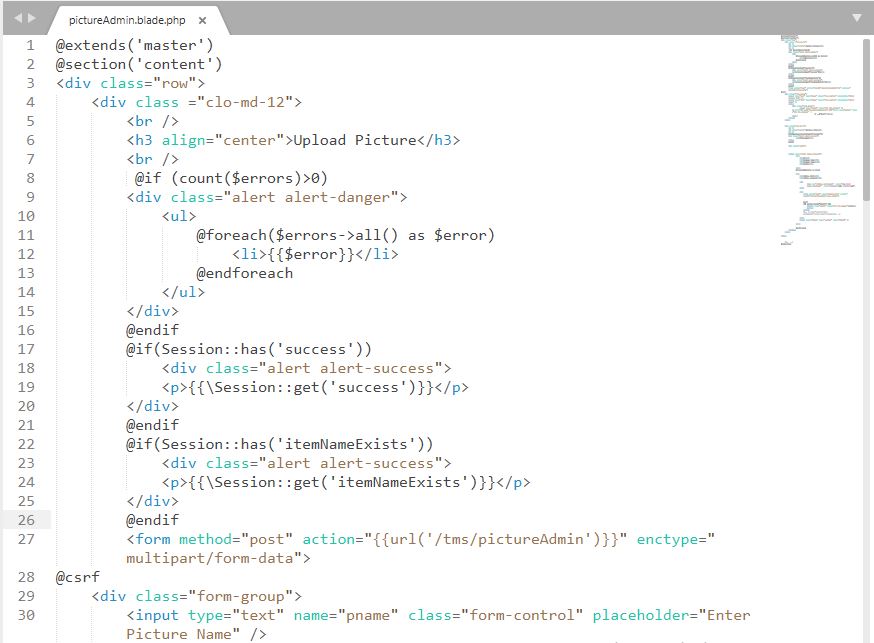 pictureAdmin.blade.php ×
1 @extends('master')
2 @section('content')
3 <div class="row">
4 <div class ="clo-md-12">
5 <br />
6 <h3 align="center">Upload Picture</h3>
7 <br />
8 @if (count($errors)>0)
9 <div class="alert alert-danger">
10 <ul>
11 @foreach($errors->all() as $error)
12 <li>{{$error}}</li>
13 @endforeach
14 </ul>
15 </div>
16 @endif
17 @if(Session::has('success'))
18 <div class="alert alert-success">
19 <p>{{\Session::get('success')}}</p>
20 </div>
21 @endif
22 @if(Session::has('itemNameExists'))
23 <div class="alert alert-success">
24 <p>{{\Session::get('itemNameExists')}}</p>
25 </div>
26 @endif
27 <form method="post" action="{{url('/tms/pictureAdmin')}}" enctype="
multipart/form-data">
28 @csrf
29 <div class="form-group">
30 <input type="text" name="pname" class="form-control" placeholder="Enter
Picture Name" />